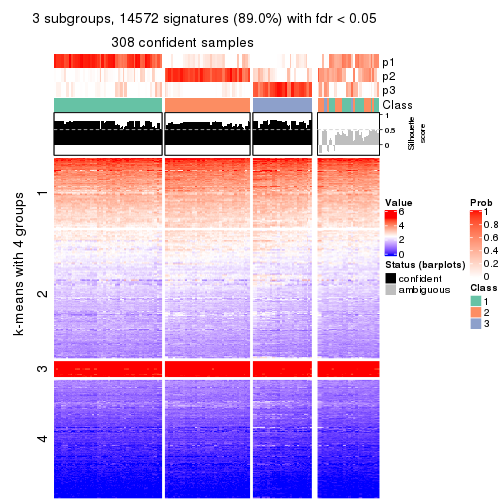 3 subgroups, 14572 signatures (89.0%) with fdr < 0.05
308 confident samples
p1
p2
p3
Class
1
0.5
0
Silhouette
score
k-means with 4 groups
1
2
3
4
Value
6
4
2
0
Status (barplots)
confident
ambiguous
Prob
1
0.8
0.6
0.4
0.2
0
Class
1
2
3